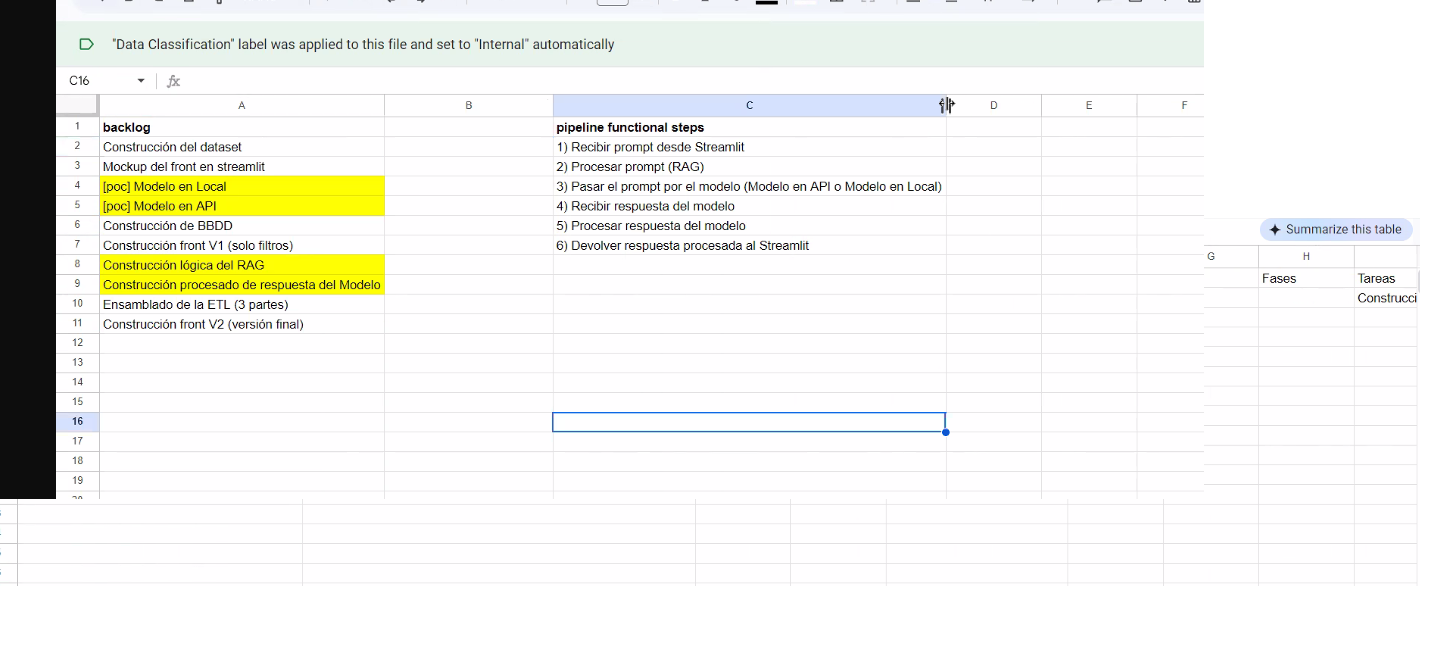 "Data Classification" label was applied to this file and set to "Internal" automatically
C16 fx
A B C D E F
1 backlog pipeline functional steps
2 Construcción del dataset 1) Recibir prompt desde Streamlit
3 Mockup del front en streamlit 2) Procesar prompt (RAG)
4 [poc] Modelo en Local 3) Pasar el prompt por el modelo (Modelo en API o Modelo en Local)
5 [poc] Modelo en API 4) Recibir respuesta del modelo
6 Construcción de BBDD 5) Procesar respuesta del modelo
7 Construcción front V1 (solo filtros) 6) Devolver respuesta procesada al Streamlit
8 Construcción lógica del RAG
9 Construcción procesado de respuesta del Modelo
10 Ensamblado de la ETL (3 partes)
11 Construcción front V2 (versión final)
12
13
14
15
16
17
18
19
Summarize this table
G H
Fases Tareas
Construcci